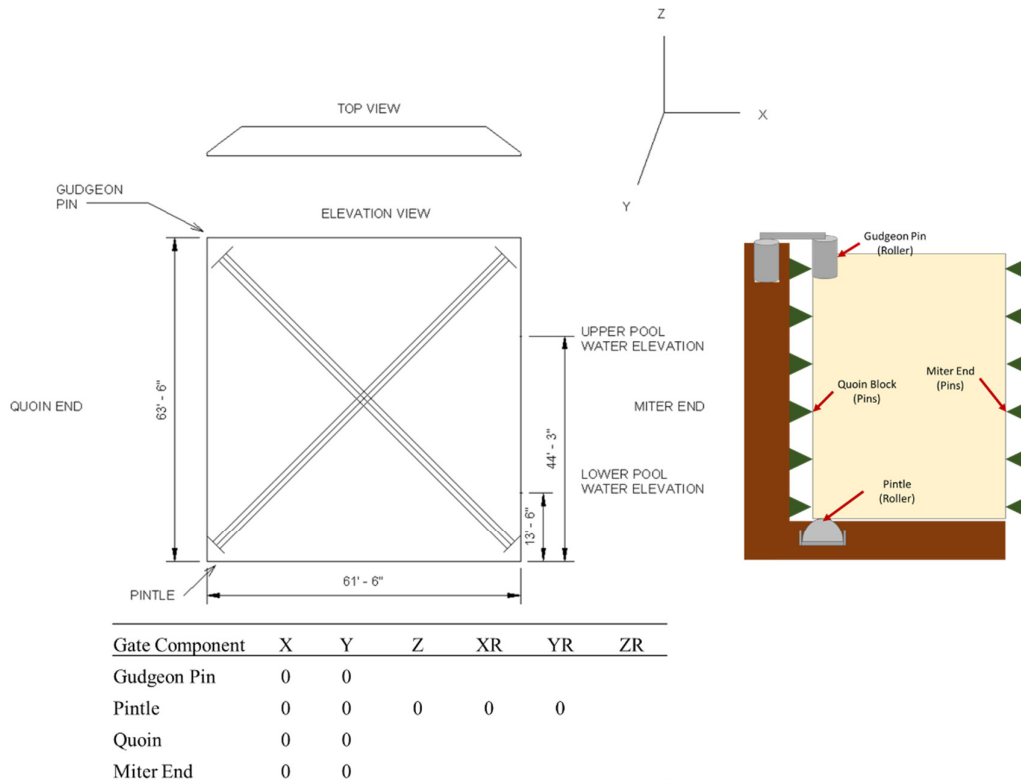 Z
X
Y
TOP VIEW
GUDGEON
PIN
ELEVATION VIEW
UPPER POOL
WATER ELEVATION
QUOIN END
63' - 6"
MITER END
44' - 3"
LOWER POOL
WATER ELEVATION
13' - 6"
PINTLE
61' - 6"
Gudgeon Pin
(Roller)
Quoin Block
(Pins)
Miter End
(Pins)
Pintle
(Roller)
Gate Component X Y Z XR YR ZR
Gudgeon Pin 0 0
Pintle 0 0 0 0 0
Quoin 0 0
Miter End 0 0